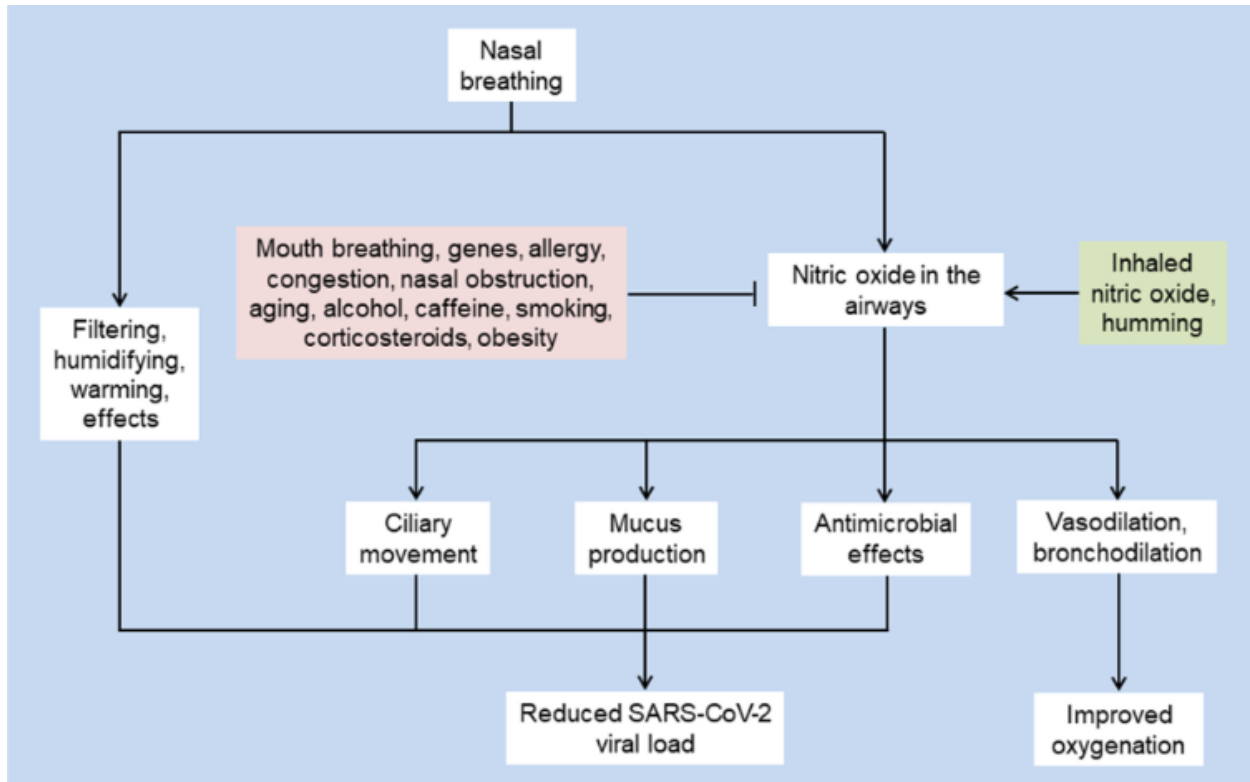 Nasal
breathing
Mouth breathing, genes, allergy,
congestion, nasal obstruction,
aging, alcohol, caffeine, smoking,
corticosteroids, obesity
Nitric oxide in the
airways
Inhaled
nitric oxide,
humming
Filtering,
humidifying,
warming,
effects
Ciliary
movement
Mucus
production
Antimicrobial
effects
Vasodilation,
bronchodilation
Reduced SARS-CoV-2
viral load
Improved
oxygenation